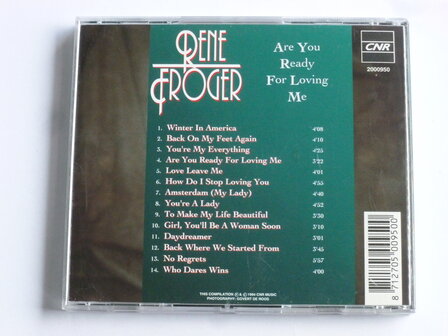 RENE
FROGER
Are You
Ready
For Loving
Me
CNR
2000950
1. Winter In America 4'08
2. Back On My Feet Again 4'10
3. You're My Everything 4'25
4. Are You Ready For Loving Me 3'22
5. Love Leave Me 4'01
6. How Do I Stop Loving You 4'55
7. Amsterdam (My Lady) 4'40
8. You're A Lady 4'52
9. To Make My Life Beautiful 3'30
10. Girl, You'll Be A Woman Soon 3'10
11. Daydreamer 3'01
12. Back Where We Started From 3'45
13. No Regrets 5'57
14. Who Dares Wins 4'00
THIS COMPILATION ℗ & © 1994 CNR MUSIC
PHOTOGRAPHY: GOVERT DE ROOS
8 712705 009500